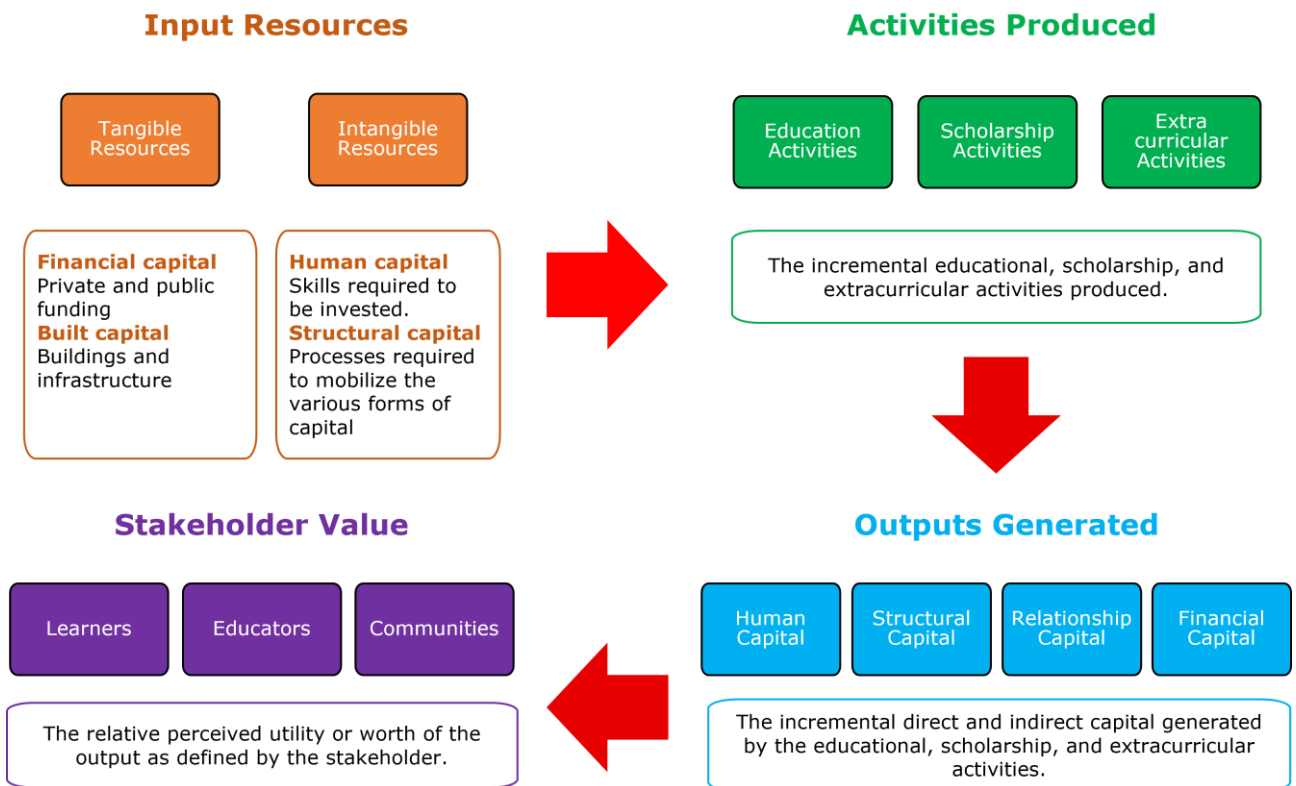 Input Resources
Tangible
Resources
Intangible
Resources
Financial capital
Private and public
funding
Built capital
Buildings and
infrastructure
Human capital
Skills required to
be invested.
Structural capital
Processes required
to mobilize the
various forms of
capital
Activities Produced
Education
Activities
Scholarship
Activities
Extra
curricular
Activities
The incremental educational, scholarship, and
extracurricular activities produced.
Outputs Generated
Human
Capital
Structural
Capital
Relationship
Capital
Financial
Capital
The incremental direct and indirect capital generated
by the educational, scholarship, and extracurricular
activities.
Stakeholder Value
Learners
Educators
Communities
The relative perceived utility or worth of the
output as defined by the stakeholder.